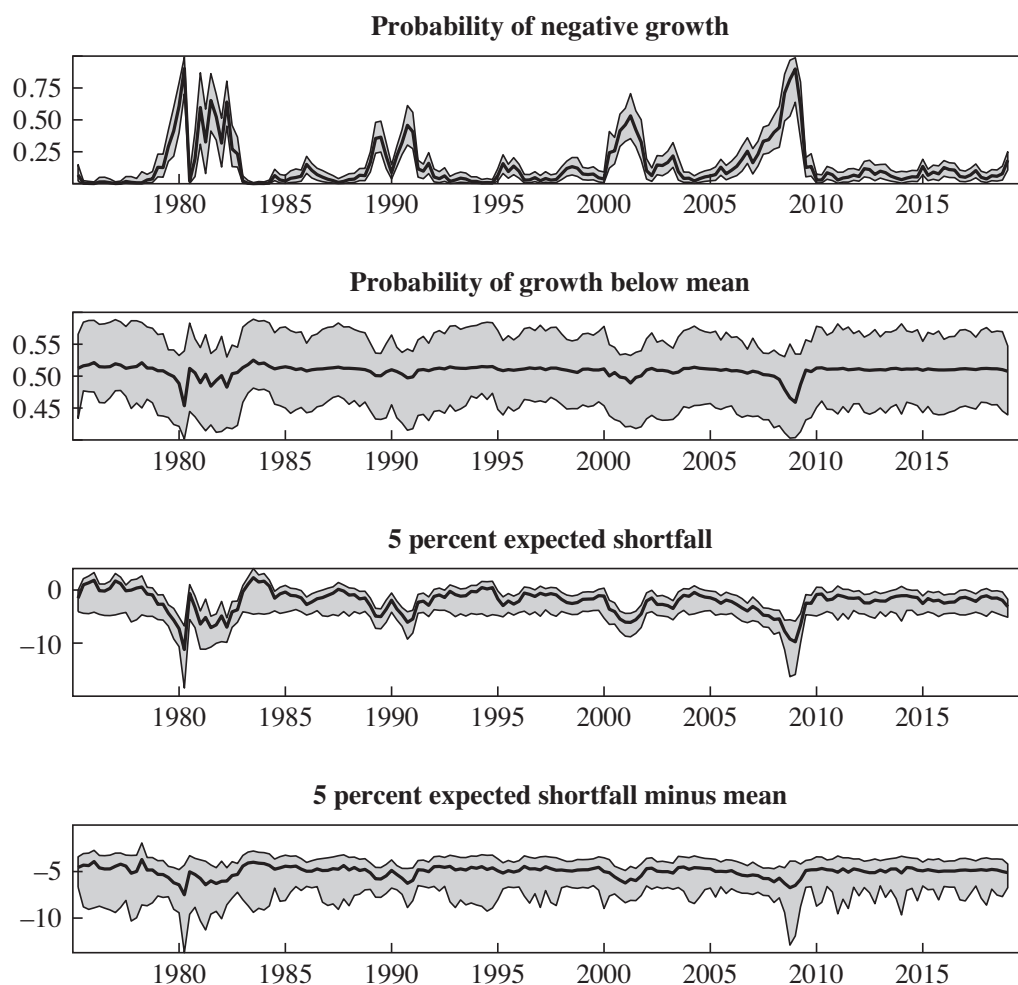 Probability of negative growth
0.75
0.50
0.25
1980 1985 1990 1995 2000 2005 2010 2015
Probability of growth below mean
0.55
0.50
0.45
1980 1985 1990 1995 2000 2005 2010 2015
5 percent expected shortfall
0
−10
1980 1985 1990 1995 2000 2005 2010 2015
5 percent expected shortfall minus mean
−5
−10
1980 1985 1990 1995 2000 2005 2010 2015